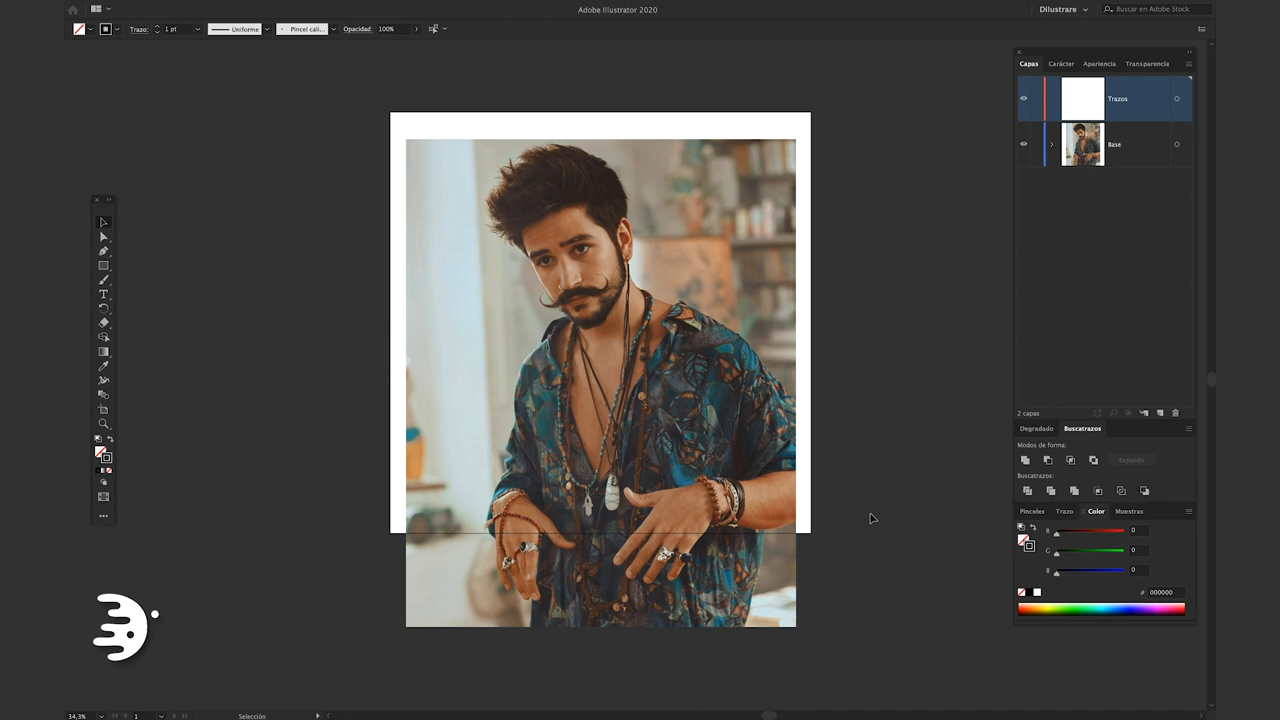 Adobe Illustrator 2020
Dilustrare
Buscar en Adobe Stock
Trazo:
1 pt
Uniforme
Pincel cali...
Opacidad:
100%
Capas
Carácter
Apariencia
Transparencia
Trazos
Base
2 capas
Degradado
Buscatrazos
Modos de forma:
Expandir
Buscatrazos:
Pinceles
Trazo
Color
Muestras
R
0
G
0
B
0
# 000000
34,3%
1
Selección